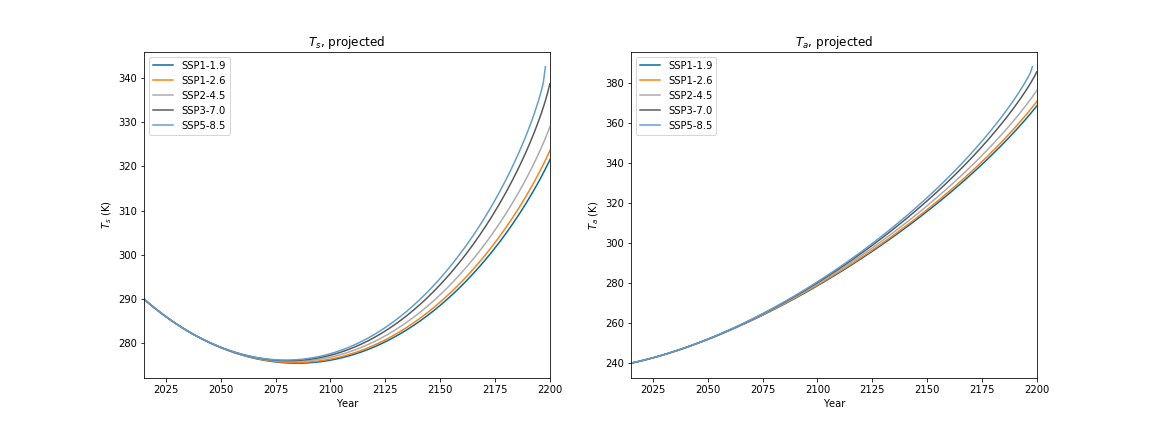 T_s, projected
SSP1-1.9
SSP1-2.6
SSP2-4.5
SSP3-7.0
SSP5-8.5
340
330
320
310
300
290
280
T_s (K)
2025 2050 2075 2100 2125 2150 2175 2200
Year
T_a, projected
SSP1-1.9
SSP1-2.6
SSP2-4.5
SSP3-7.0
SSP5-8.5
380
360
340
320
300
280
260
240
T_a (K)
2025 2050 2075 2100 2125 2150 2175 2200
Year